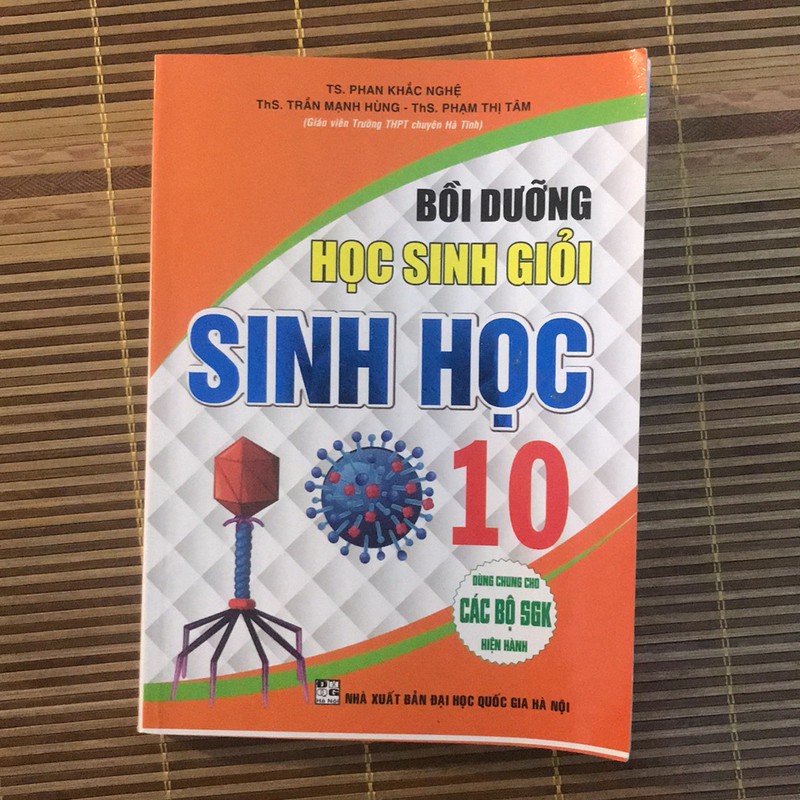 TS. PHAN KHẮC NGHỆ
ThS. TRẦN MẠNH HÙNG - ThS. PHẠM THỊ TÂM
(Giáo viên Trường THPT chuyên Hà Tĩnh)
BỒI DƯỠNG
HỌC SINH GIỎI
SINH HỌC
10
DÙNG CHUNG CHO
CÁC BỘ SGK
HIỆN HÀNH
Hà Nội
NHÀ XUẤT BẢN ĐẠI HỌC QUỐC GIA HÀ NỘI